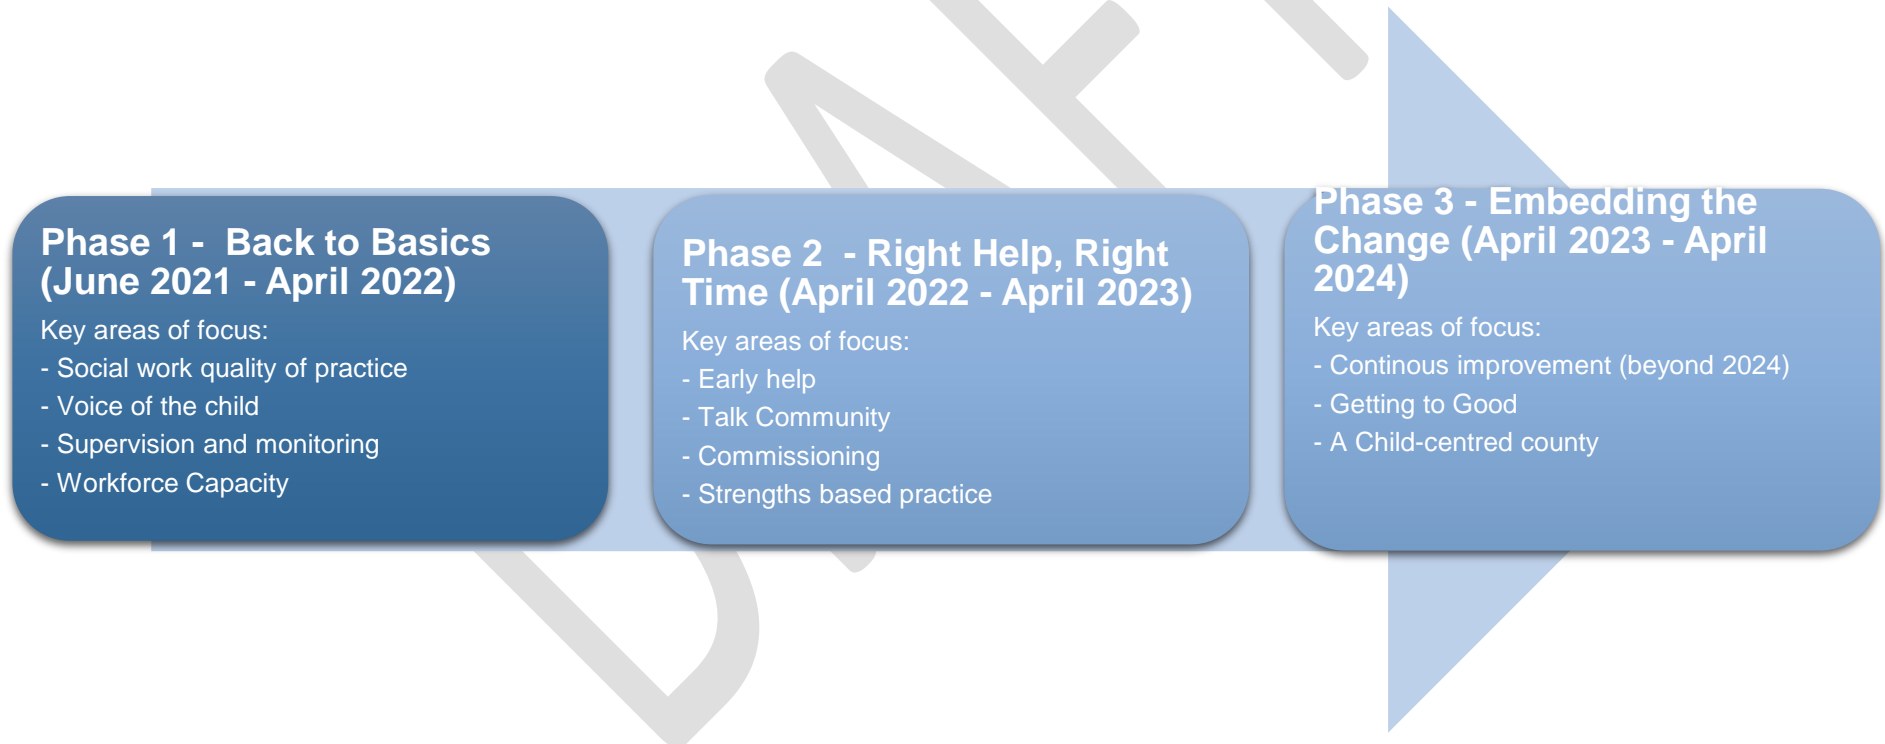 Phase 1 -  Back to Basics
(June 2021 - April 2022)
Key areas of focus:
- Social work quality of practice
- Voice of the child
- Supervision and monitoring
- Workforce Capacity
Phase 2  - Right Help, Right
Time (April 2022 - April 2023)
Key areas of focus:
- Early help
- Talk Community
- Commissioning
- Strengths based practice
Phase 3 - Embedding the
Change (April 2023 - April
2024)
Key areas of focus:
- Continous improvement (beyond 2024)
- Getting to Good
- A Child-centred county
DRAFT